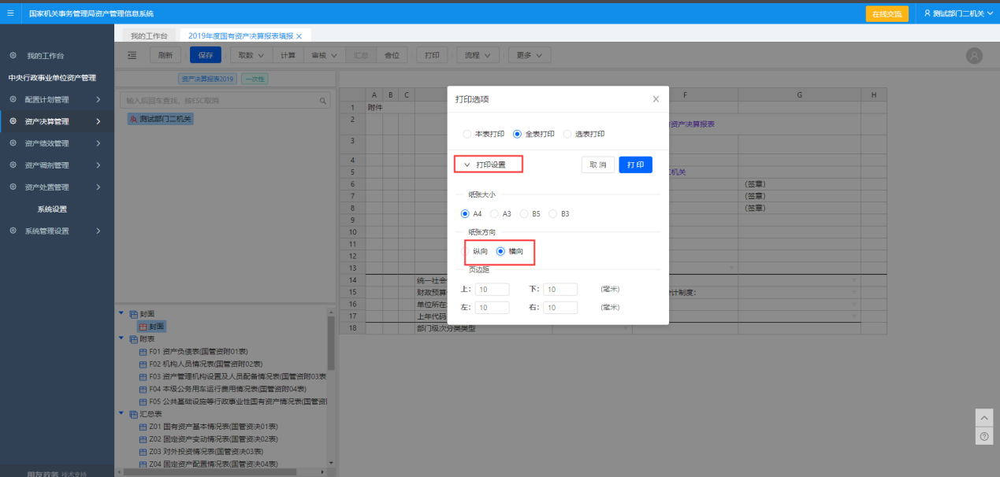 国家机关事务管理局资产管理信息系统
在线交流
测试部门二机关
我的工作台
2019年度国有资产决算报表填报
我的工作台
中央行政事业单位资产管理
配置计划管理
资产决算管理
资产绩效管理
资产调剂管理
资产处置管理
系统设置
系统管理设置
用友政务 技术支持
刷新
保存
取数
计算
审核
汇总
舍位
打印
流程
更多
资产决算报表2019
一次性
输入后回车查找，按ESC取消
测试部门二机关
封面
封面
附表
F01 资产负债表(国管资附01表)
F02 机构人员情况表(国管资附02表)
F03 资产管理机构设置及人员配备情况表(国管资附03表
F04 本级公务用车运行费用情况表(国管资附04表)
F05 公共基础设施等行政事业性国有资产情况表(国管资
汇总表
Z01 国有资产基本情况表(国管资决01表)
Z02 固定资产变动情况表(国管资决02表)
Z03 对外投资情况表(国管资决03表)
Z04 固定资产配置情况表(国管资决04表)
A B C F G H
1 附件
2 资产决算报表
3
4
5 二机关
6 (签章)
7 (签章)
8 (签章)
9
10
11
12
13
14 统一社会
15 财政预算 计制度：
16 单位所在
17 上年代码
18 部门级次分类类型
打印选项
本表打印 全表打印 选表打印
打印设置
取 消
打 印
纸张大小
A4 A3 B5 B3
纸张方向
纵向 横向
页边距
上： 10 下： 10 (毫米)
左： 10 右： 10 (毫米)